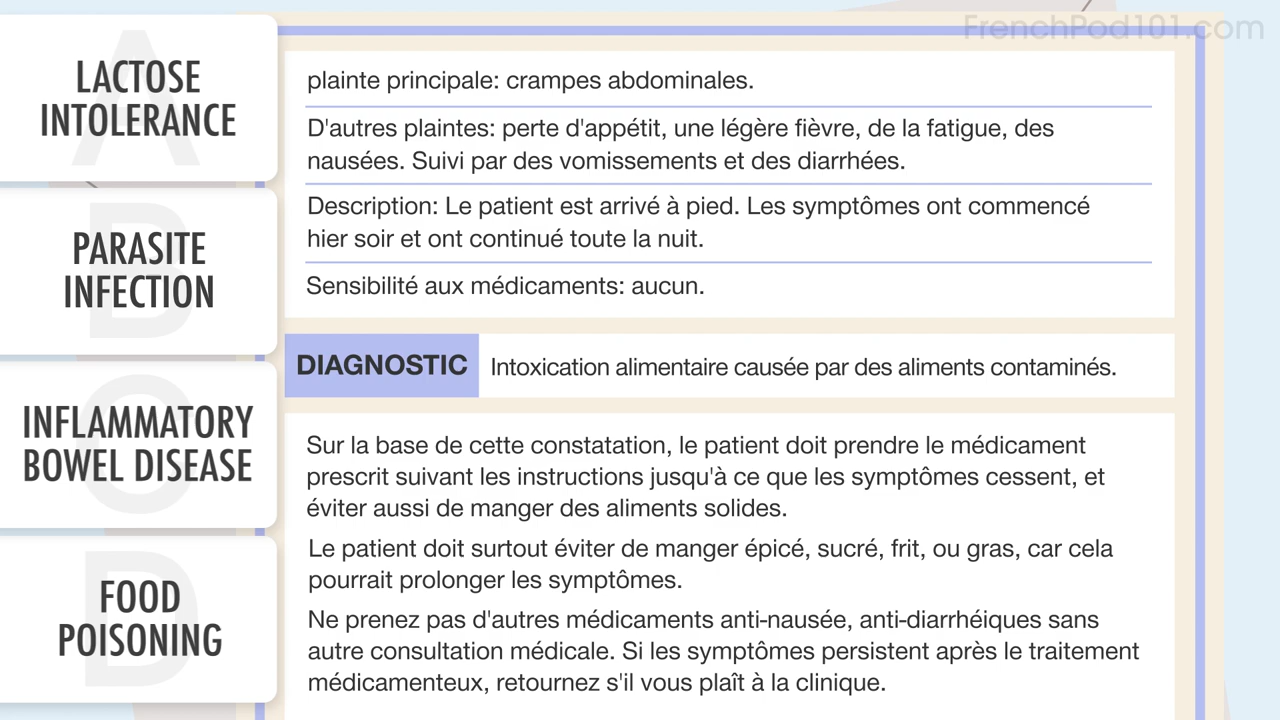 FrenchPod101.com
A
LACTOSE
INTOLERANCE
B
PARASITE
INFECTION
C
INFLAMMATORY
BOWEL DISEASE
D
FOOD
POISONING
plainte principale: crampes abdominales.
D'autres plaintes: perte d'appétit, une légère fièvre, de la fatigue, des
nausées. Suivi par des vomissements et des diarrhées.
Description: Le patient est arrivé à pied. Les symptômes ont commencé
hier soir et ont continué toute la nuit.
Sensibilité aux médicaments: aucun.
DIAGNOSTIC Intoxication alimentaire causée par des aliments contaminés.
Sur la base de cette constatation, le patient doit prendre le médicament
prescrit suivant les instructions jusqu'à ce que les symptômes cessent, et
éviter aussi de manger des aliments solides.
Le patient doit surtout éviter de manger épicé, sucré, frit, ou gras, car cela
pourrait prolonger les symptômes.
Ne prenez pas d'autres médicaments anti-nausée, anti-diarrhéiques sans
autre consultation médicale. Si les symptômes persistent après le traitement
médicamenteux, retournez s'il vous plaît à la clinique.